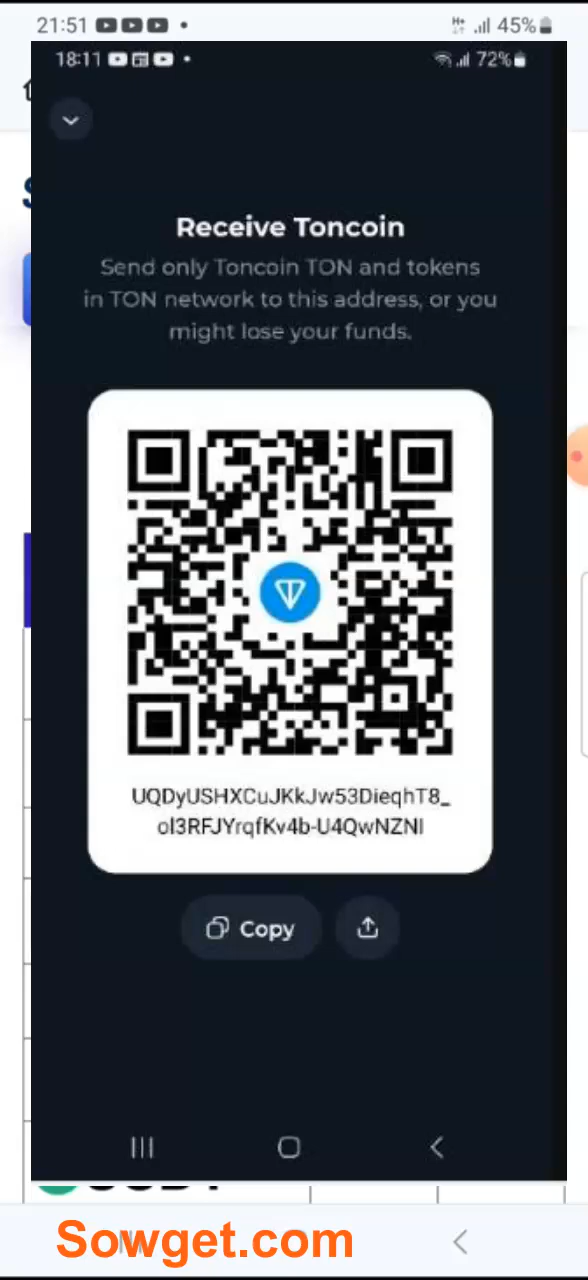 21:51
45%
18:11
72%
Receive Toncoin
Send only Toncoin TON and tokens
in TON network to this address, or you
might lose your funds.
UQDyUSHXCuJKkJw53DieqhT8_
ol3RFJYrqfKv4b-U4QwNZNI
Copy
Sowget.com